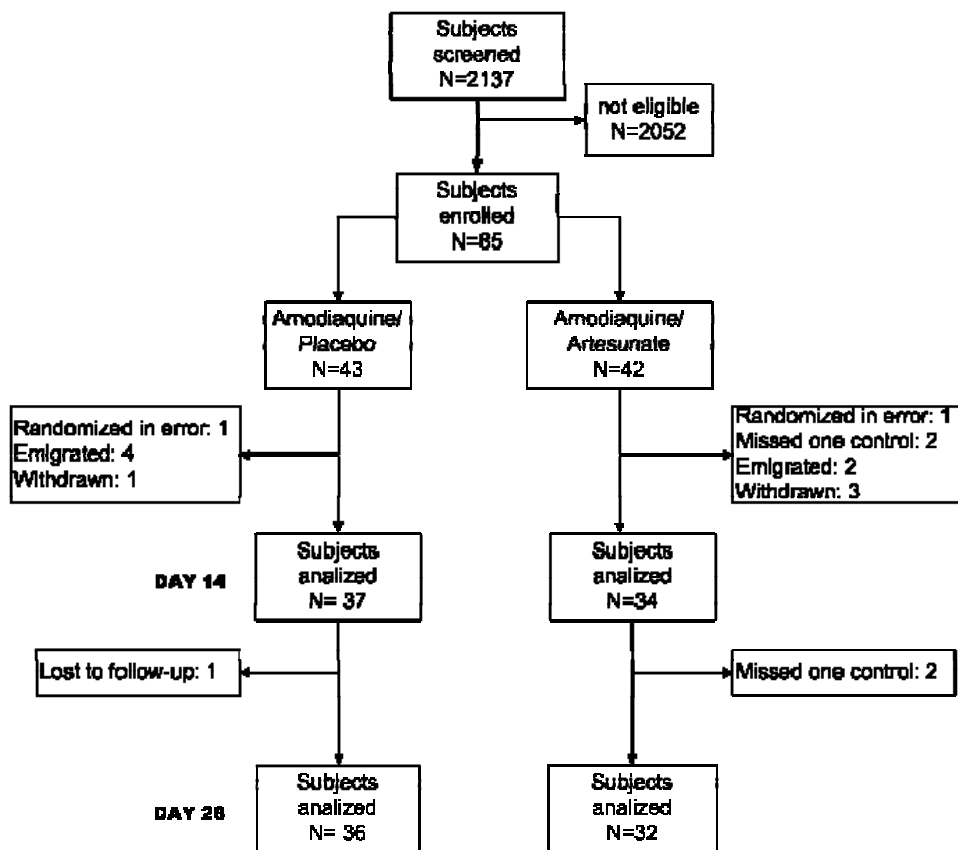 Subjects
screened
N=2137
not eligible
N=2052
Subjects
enrolled
N=85
Amodiaquine/
Placebo
N=43
Amodiaquine/
Artesunate
N=42
Randomized in error: 1
Emigrated: 4
Withdrawn: 1
Randomized in error: 1
Missed one control: 2
Emigrated: 2
Withdrawn: 3
DAY 14
Subjects
analized
N= 37
Subjects
analized
N=34
Lost to follow-up: 1
Missed one control: 2
DAY 28
Subjects
analized
N= 36
Subjects
analized
N=32